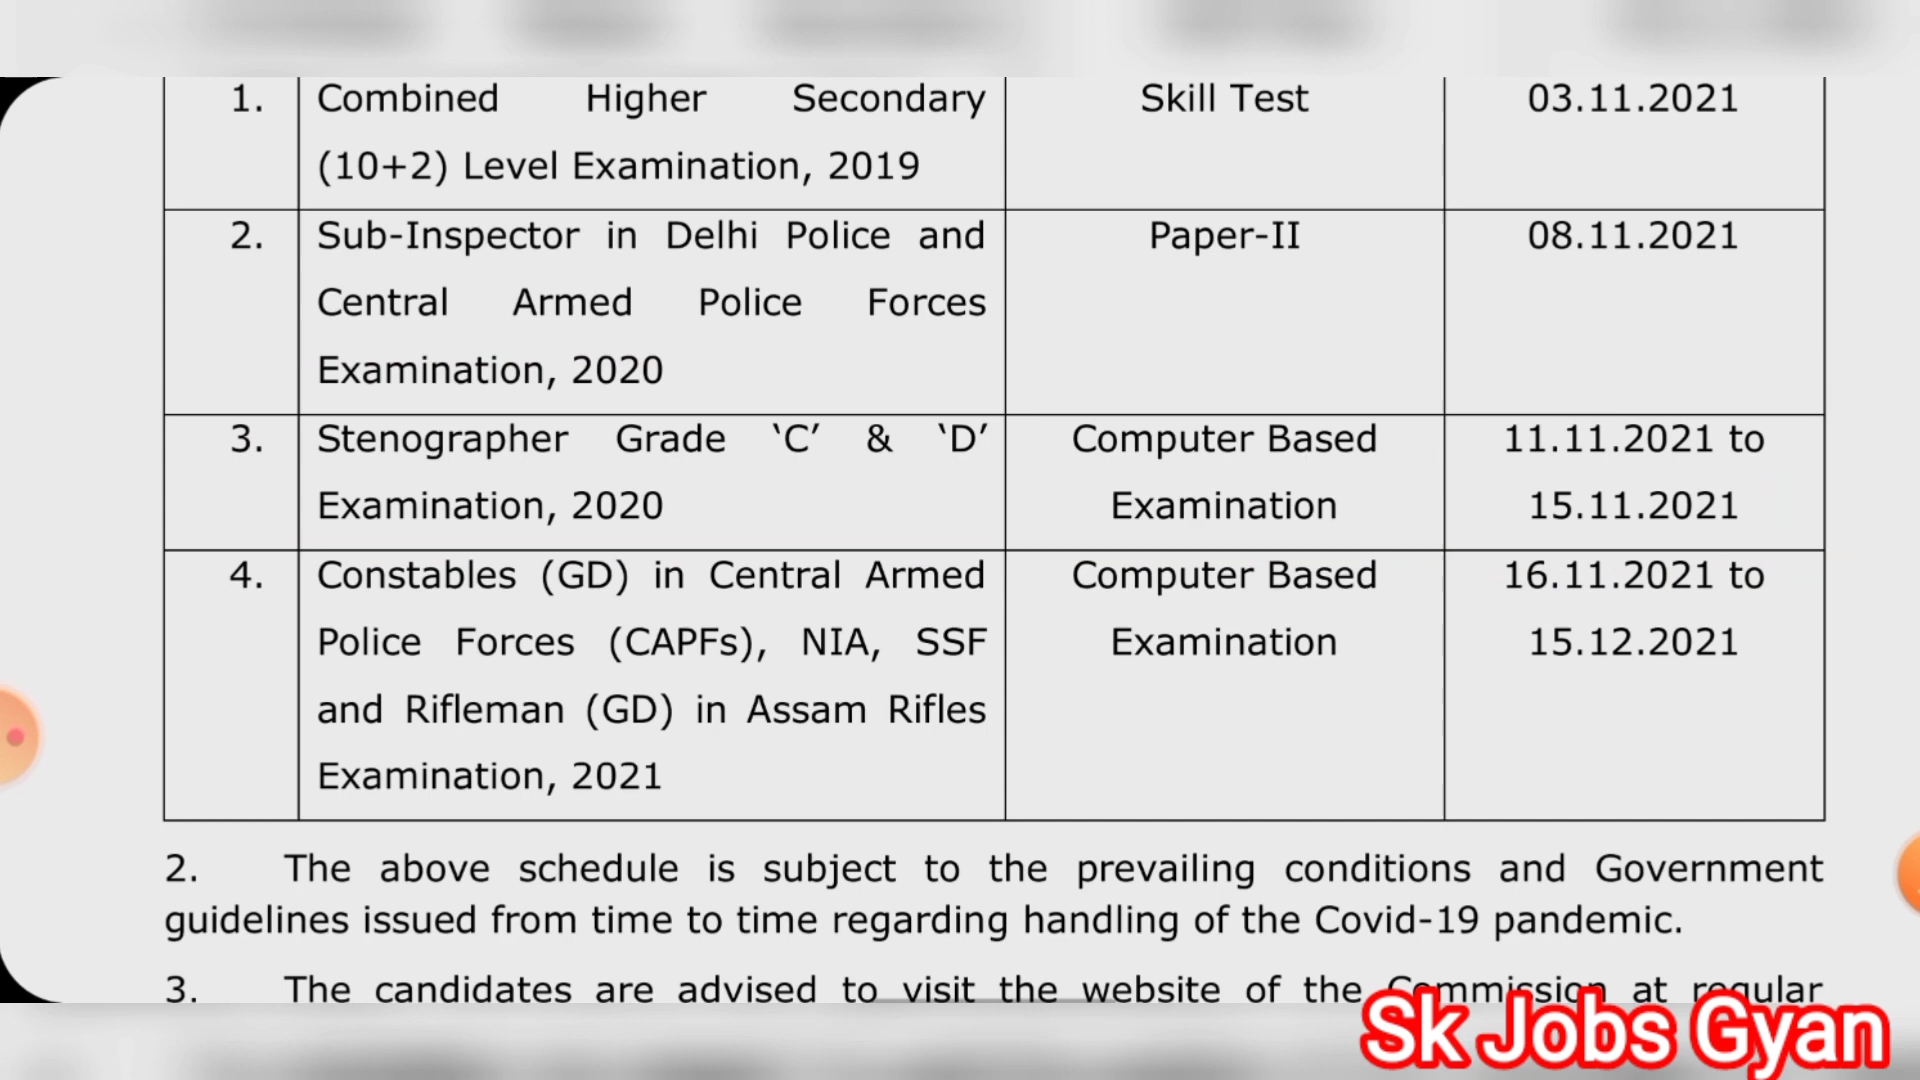 1. Combined Higher Secondary Skill Test 03.11.2021
(10+2) Level Examination, 2019
2. Sub-Inspector in Delhi Police and Paper-II 08.11.2021
Central Armed Police Forces
Examination, 2020
3. Stenographer Grade ‘C’ & ‘D’ Computer Based 11.11.2021 to
Examination, 2020 Examination 15.11.2021
4. Constables (GD) in Central Armed Computer Based 16.11.2021 to
Police Forces (CAPFs), NIA, SSF Examination 15.12.2021
and Rifleman (GD) in Assam Rifles
Examination, 2021
2. The above schedule is subject to the prevailing conditions and Government
guidelines issued from time to time regarding handling of the Covid-19 pandemic.
3. The candidates are advised to visit the website of the Commission at regular
Sk Jobs Gyan